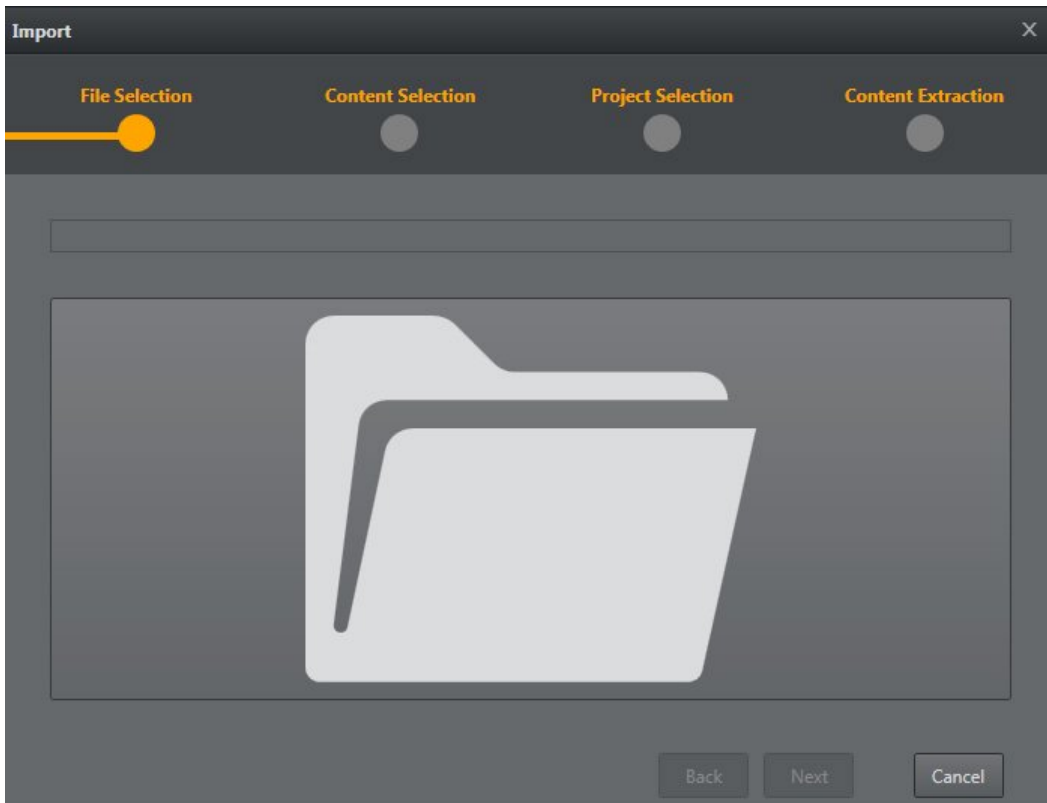 Import X
File Selection Content Selection Project Selection Content Extraction
Back Next Cancel